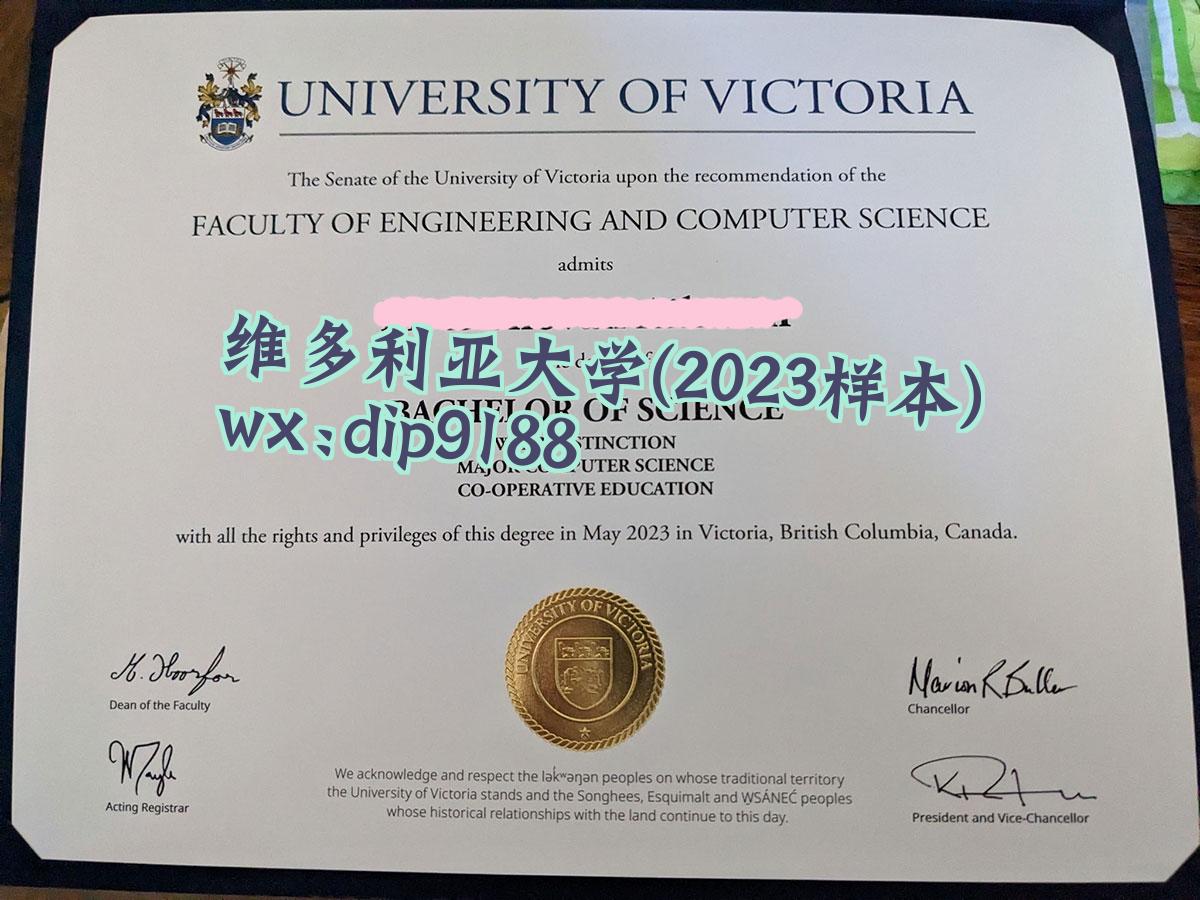 UNIVERSITY OF VICTORIA
The Senate of the University of Victoria upon the recommendation of the
FACULTY OF ENGINEERING AND COMPUTER SCIENCE
admits
维多利亚大学(2023样本)
BACHELOR OF SCIENCE
wx:dip9188
DISTINCTION
MAJOR COMPUTER SCIENCE
CO-OPERATIVE EDUCATION
with all the rights and privileges of this degree in May 2023 in Victoria, British Columbia, Canada.
UNIVERSITY OF VICTORIA
Dean of the Faculty
Chancellor
Acting Registrar
President and Vice-Chancellor
We acknowledge and respect the lək̓ʷəŋən peoples on whose traditional territory
the University of Victoria stands and the Songhees, Esquimalt and W̱SÁNEĆ peoples
whose historical relationships with the land continue to this day.